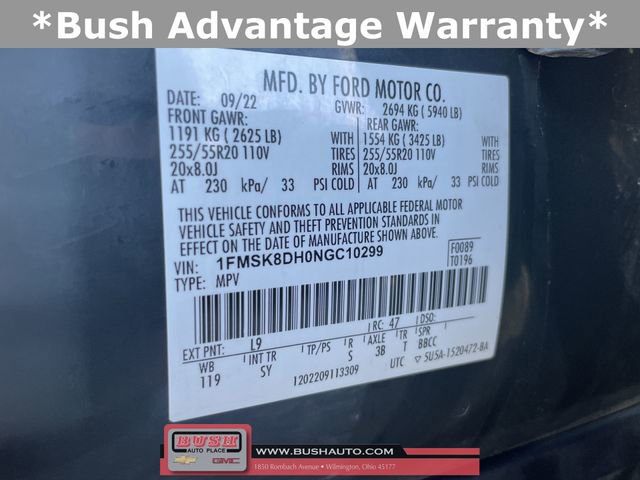 *Bush Advantage Warranty*
MFD. BY FORD MOTOR CO.
DATE: 09/22 GVWR: 2694 KG ( 5940 LB)
FRONT GAWR: REAR GAWR:
1191 KG ( 2625 LB) WITH 1554 KG ( 3425 LB) WITH
255/55R20 110V TIRES 255/55R20 110V TIRES
20x8.0J RIMS 20x8.0J RIMS
AT 230 kPa/ 33 PSI COLD AT 230 kPa/ 33 PSI COLD
THIS VEHICLE CONFORMS TO ALL APPLICABLE FEDERAL MOTOR
VEHICLE SAFETY AND THEFT PREVENTION STANDARDS IN
EFFECT ON THE DATE OF MANUFACTURE SHOWN ABOVE.
VIN: 1FMSK8DH0NGC10299 F0089
TYPE: MPV T0196
EXT PNT: L9 RC: 47 DSO:
WB INT TR TP/PS R AXLE TR SPR
119 SY S 3B T BBCC
1202209113309 UTC 5U5A-1520472-BA
BUSH
AUTO PLACE
GMC
WWW.BUSHAUTO.COM
1850 Rombach Avenue • Wilmington, Ohio 45177